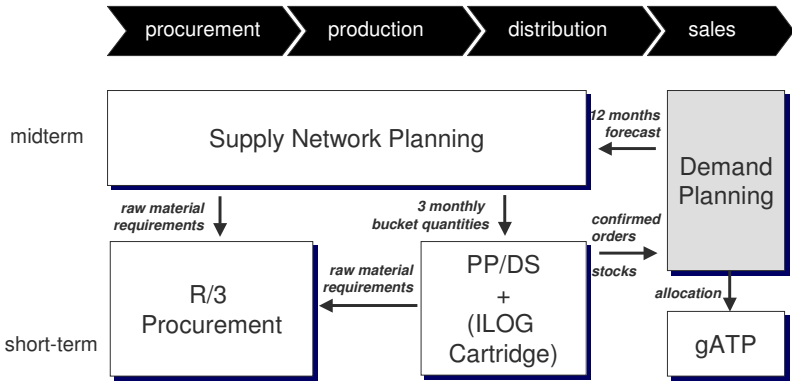 procurement
production
distribution
sales
midterm
Supply Network Planning
12 months
forecast
Demand
Planning
raw material
requirements
3 monthly
bucket quantities
confirmed
orders
stocks
R/3
Procurement
raw material
requirements
PP/DS
+
(ILOG
Cartridge)
allocation
short-term
gATP